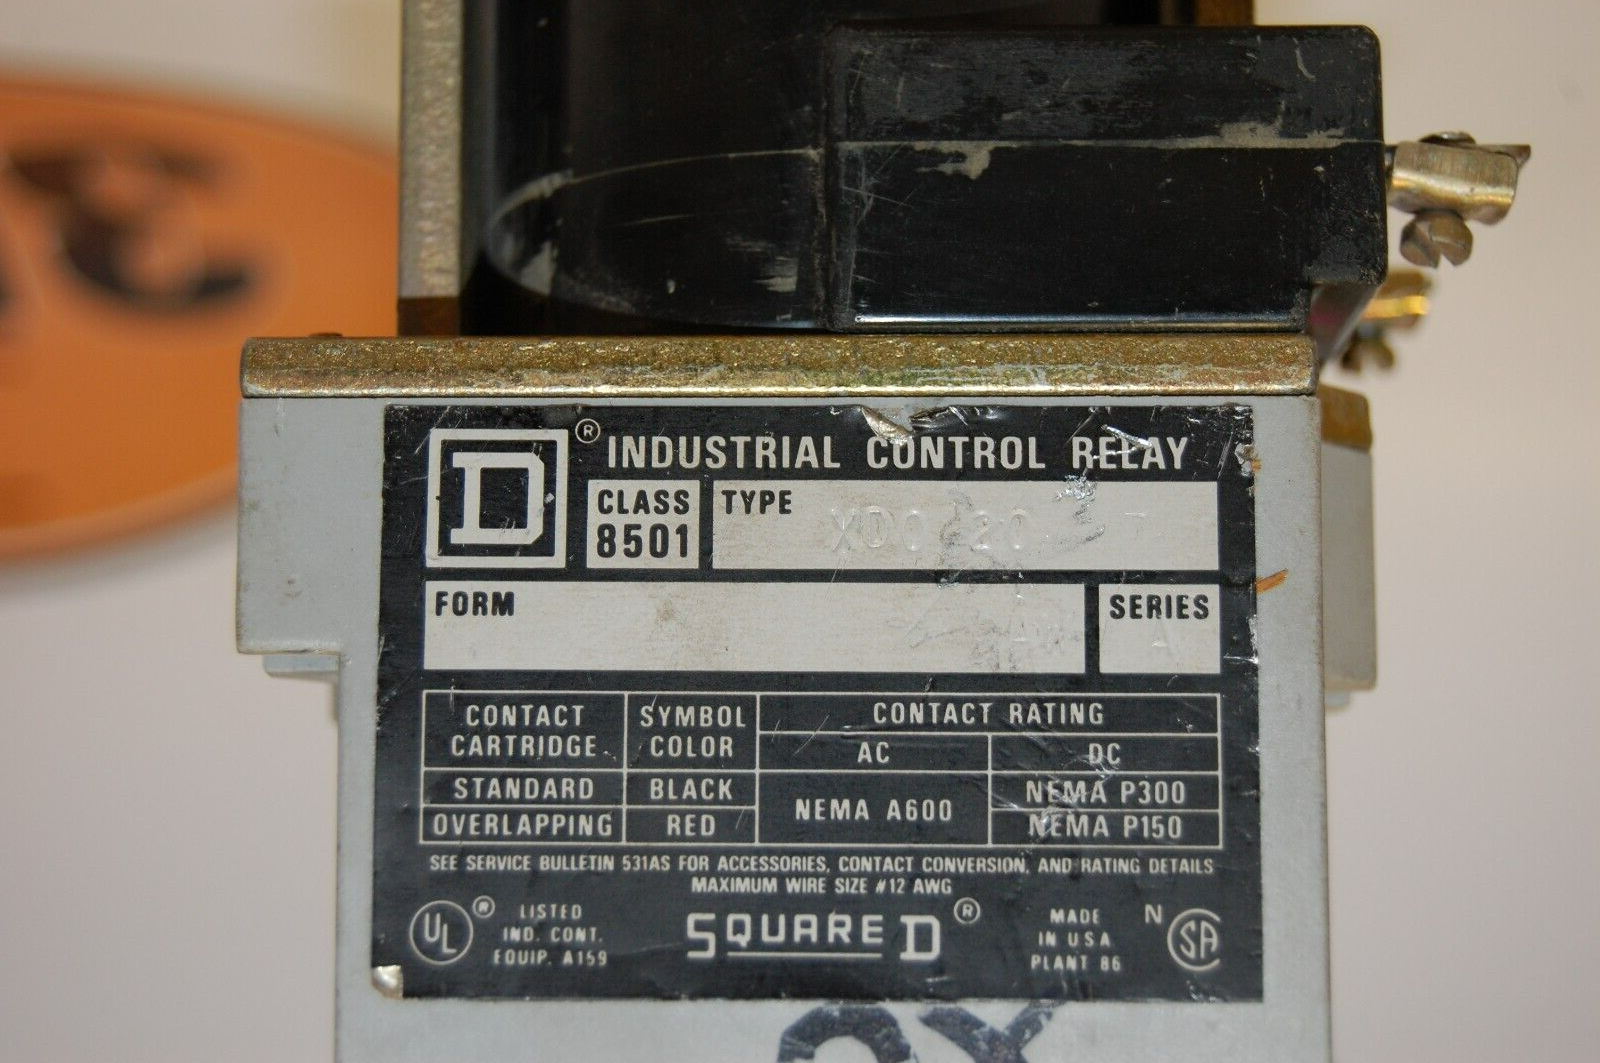 D ® INDUSTRIAL CONTROL RELAY
CLASS 8501
TYPE XDO 20
FORM
SERIES A
CONTACT CARTRIDGE
SYMBOL COLOR
CONTACT RATING
AC
DC
STANDARD
BLACK
NEMA A600
NEMA P300
OVERLAPPING
RED
NEMA P150
SEE SERVICE BULLETIN 531AS FOR ACCESSORIES, CONTACT CONVERSION, AND RATING DETAILS
MAXIMUM WIRE SIZE #12 AWG
UL ®
LISTED
IND. CONT.
EQUIP. A159
SQUARE D ®
MADE
IN USA
PLANT 86
N SA